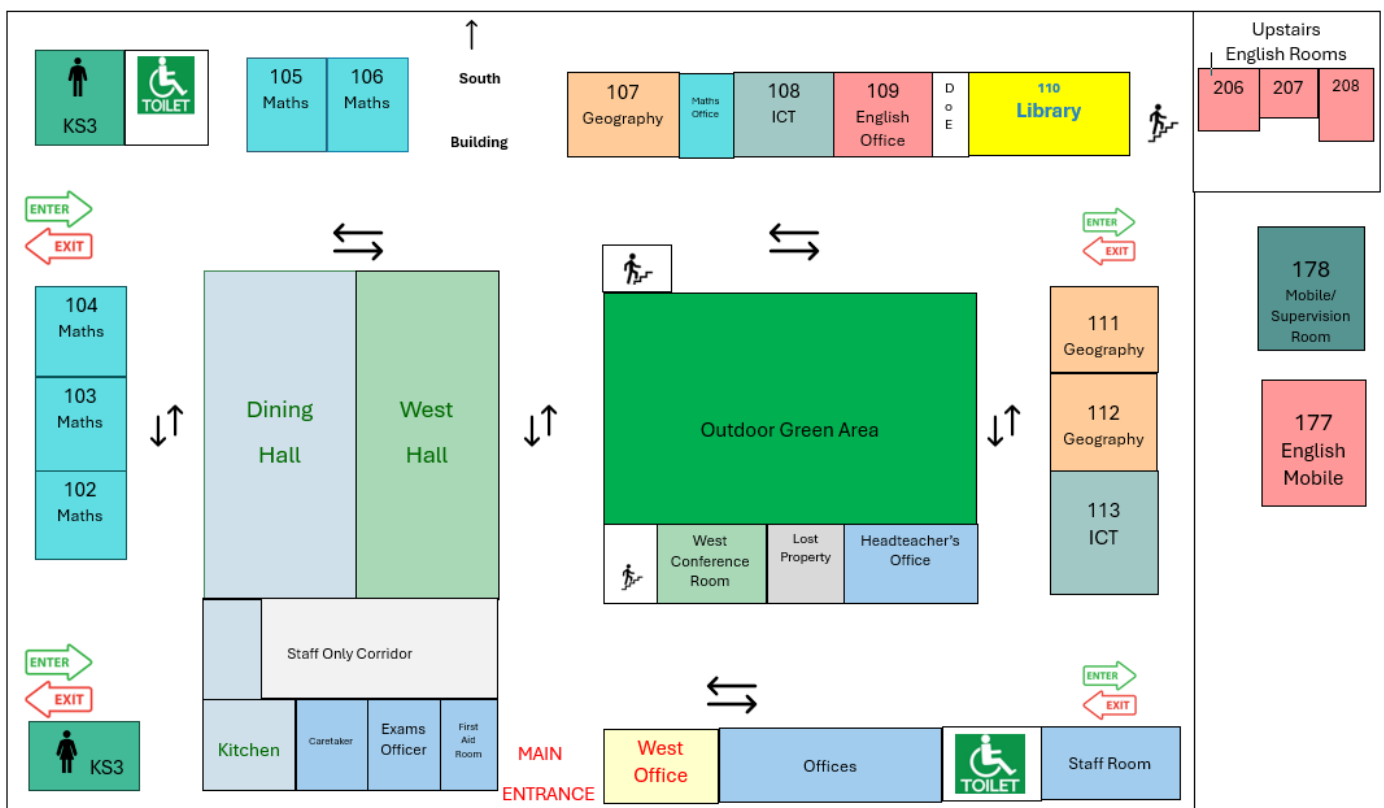 KS3
TOILET
105
Maths
106
Maths
South
Building
107
Geography
Maths
Office
108
ICT
109
English
Office
D
o
E
110
Library
Upstairs
English Rooms
206
207
208
ENTER
EXIT
ENTER
EXIT
104
Maths
103
Maths
102
Maths
Dining
Hall
West
Hall
Outdoor Green Area
111
Geography
112
Geography
113
ICT
178
Mobile/
Supervision
Room
177
English
Mobile
West
Conference
Room
Lost
Property
Headteacher's
Office
Staff Only Corridor
ENTER
EXIT
KS3
Kitchen
Caretaker
Exams
Officer
First
Aid
Room
MAIN
ENTRANCE
West
Office
Offices
TOILET
ENTER
EXIT
Staff Room